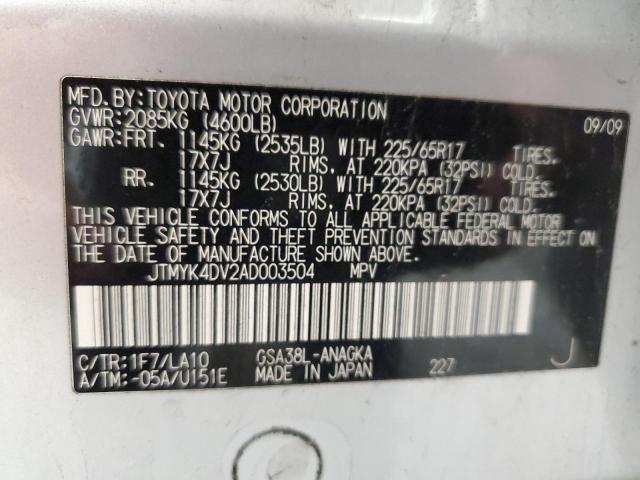 MFD. BY: TOYOTA MOTOR CORPORATION 09/09
GVWR: 2085KG (4600LB)
GAWR: FRT. 1145KG (2535LB) WITH 225/65R17 TIRES.
17X7J RIMS. AT 220KPA (32PSI) COLD.
RR. 1145KG (2530LB) WITH 225/65R17 TIRES.
17X7J RIMS. AT 220KPA (32PSI) COLD.
THIS VEHICLE CONFORMS TO ALL APPLICABLE FEDERAL MOTOR
VEHICLE SAFETY AND THEFT PREVENTION STANDARDS IN EFFECT ON
THE DATE OF MANUFACTURE SHOWN ABOVE.
JTMYK4DV2AD003504 MPV
C/TR: 1F7/LA10 GSA38L-ANAGKA
A/TM: -05A/U151E MADE IN JAPAN 227 J